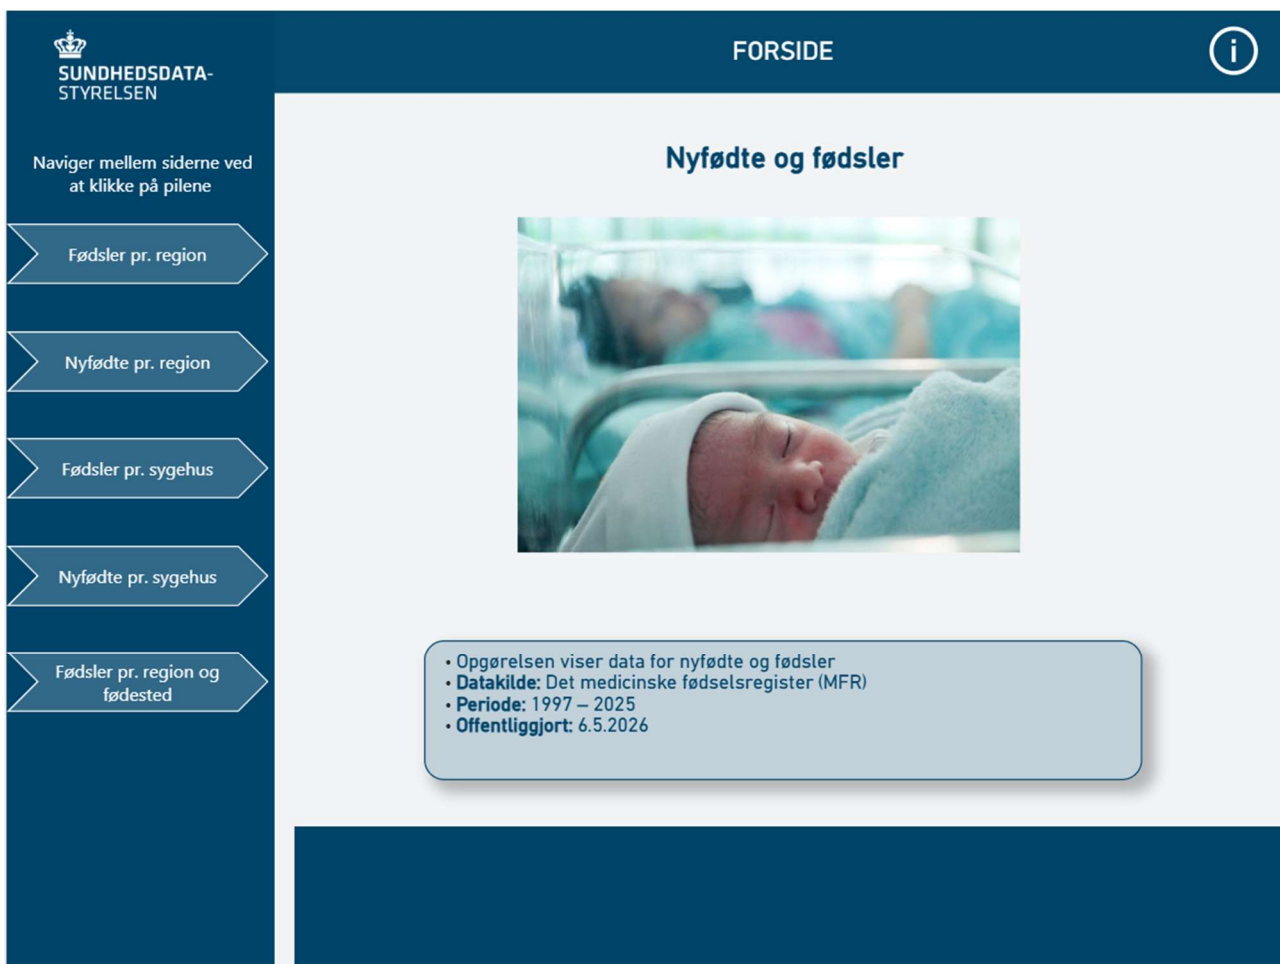 SUNDHEDSDATA-
STYRELSEN
FORSIDE
i
Naviger mellem siderne ved
at klikke på pilene
Fødsler pr. region
Nyfødte pr. region
Fødsler pr. sygehus
Nyfødte pr. sygehus
Fødsler pr. region og
fødested
Nyfødte og fødsler
• Opgørelsen viser data for nyfødte og fødsler
• Datakilde: Det medicinske fødselsregister (MFR)
• Periode: 1997 – 2025
• Offentliggjort: 6.5.2026